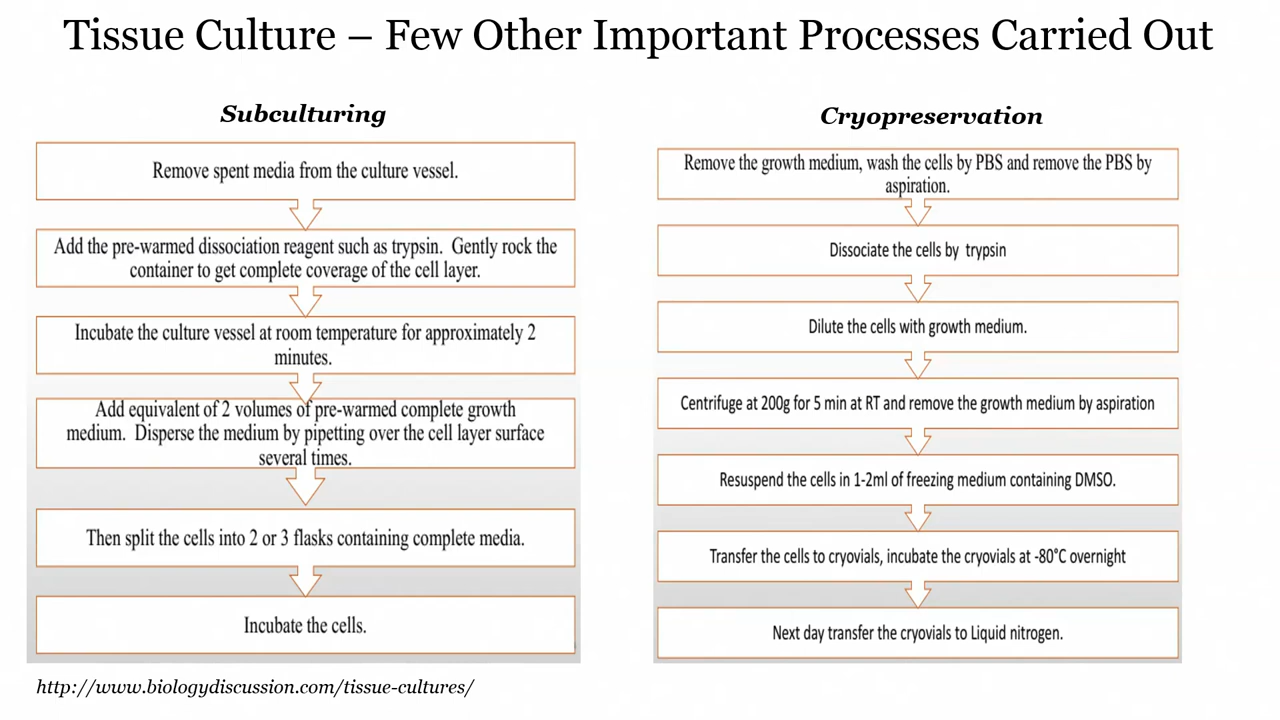 Tissue Culture – Few Other Important Processes Carried Out
Subculturing
Remove spent media from the culture vessel.
Add the pre-warmed dissociation reagent such as trypsin. Gently rock the
container to get complete coverage of the cell layer.
Incubate the culture vessel at room temperature for approximately 2
minutes.
Add equivalent of 2 volumes of pre-warmed complete growth
medium. Disperse the medium by pipetting over the cell layer surface
several times.
Then split the cells into 2 or 3 flasks containing complete media.
Incubate the cells.
Cryopreservation
Remove the growth medium, wash the cells by PBS and remove the PBS by
aspiration.
Dissociate the cells by trypsin
Dilute the cells with growth medium.
Centrifuge at 200g for 5 min at RT and remove the growth medium by aspiration
Resuspend the cells in 1-2ml of freezing medium containing DMSO.
Transfer the cells to cryovials, incubate the cryovials at -80°C overnight
Next day transfer the cryovials to Liquid nitrogen.
http://www.biologydiscussion.com/tissue-cultures/